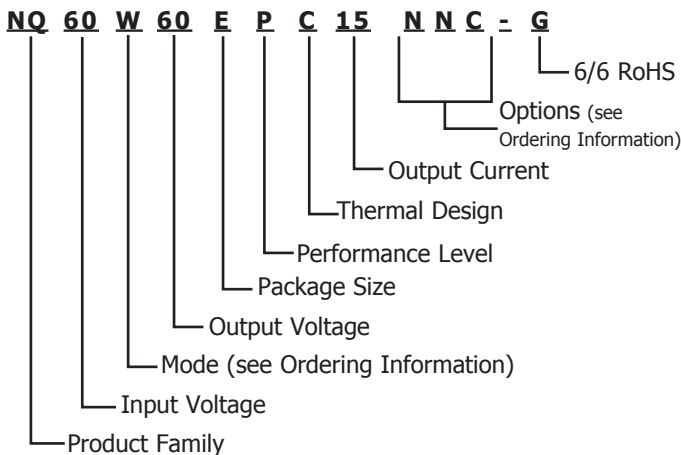 NQ 60 W 60 E P C 15 N N C - G
6/6 RoHS
Options (see
Ordering Information)
Output Current
Thermal Design
Performance Level
Package Size
Output Voltage
Mode (see Ordering Information)
Input Voltage
Product Family